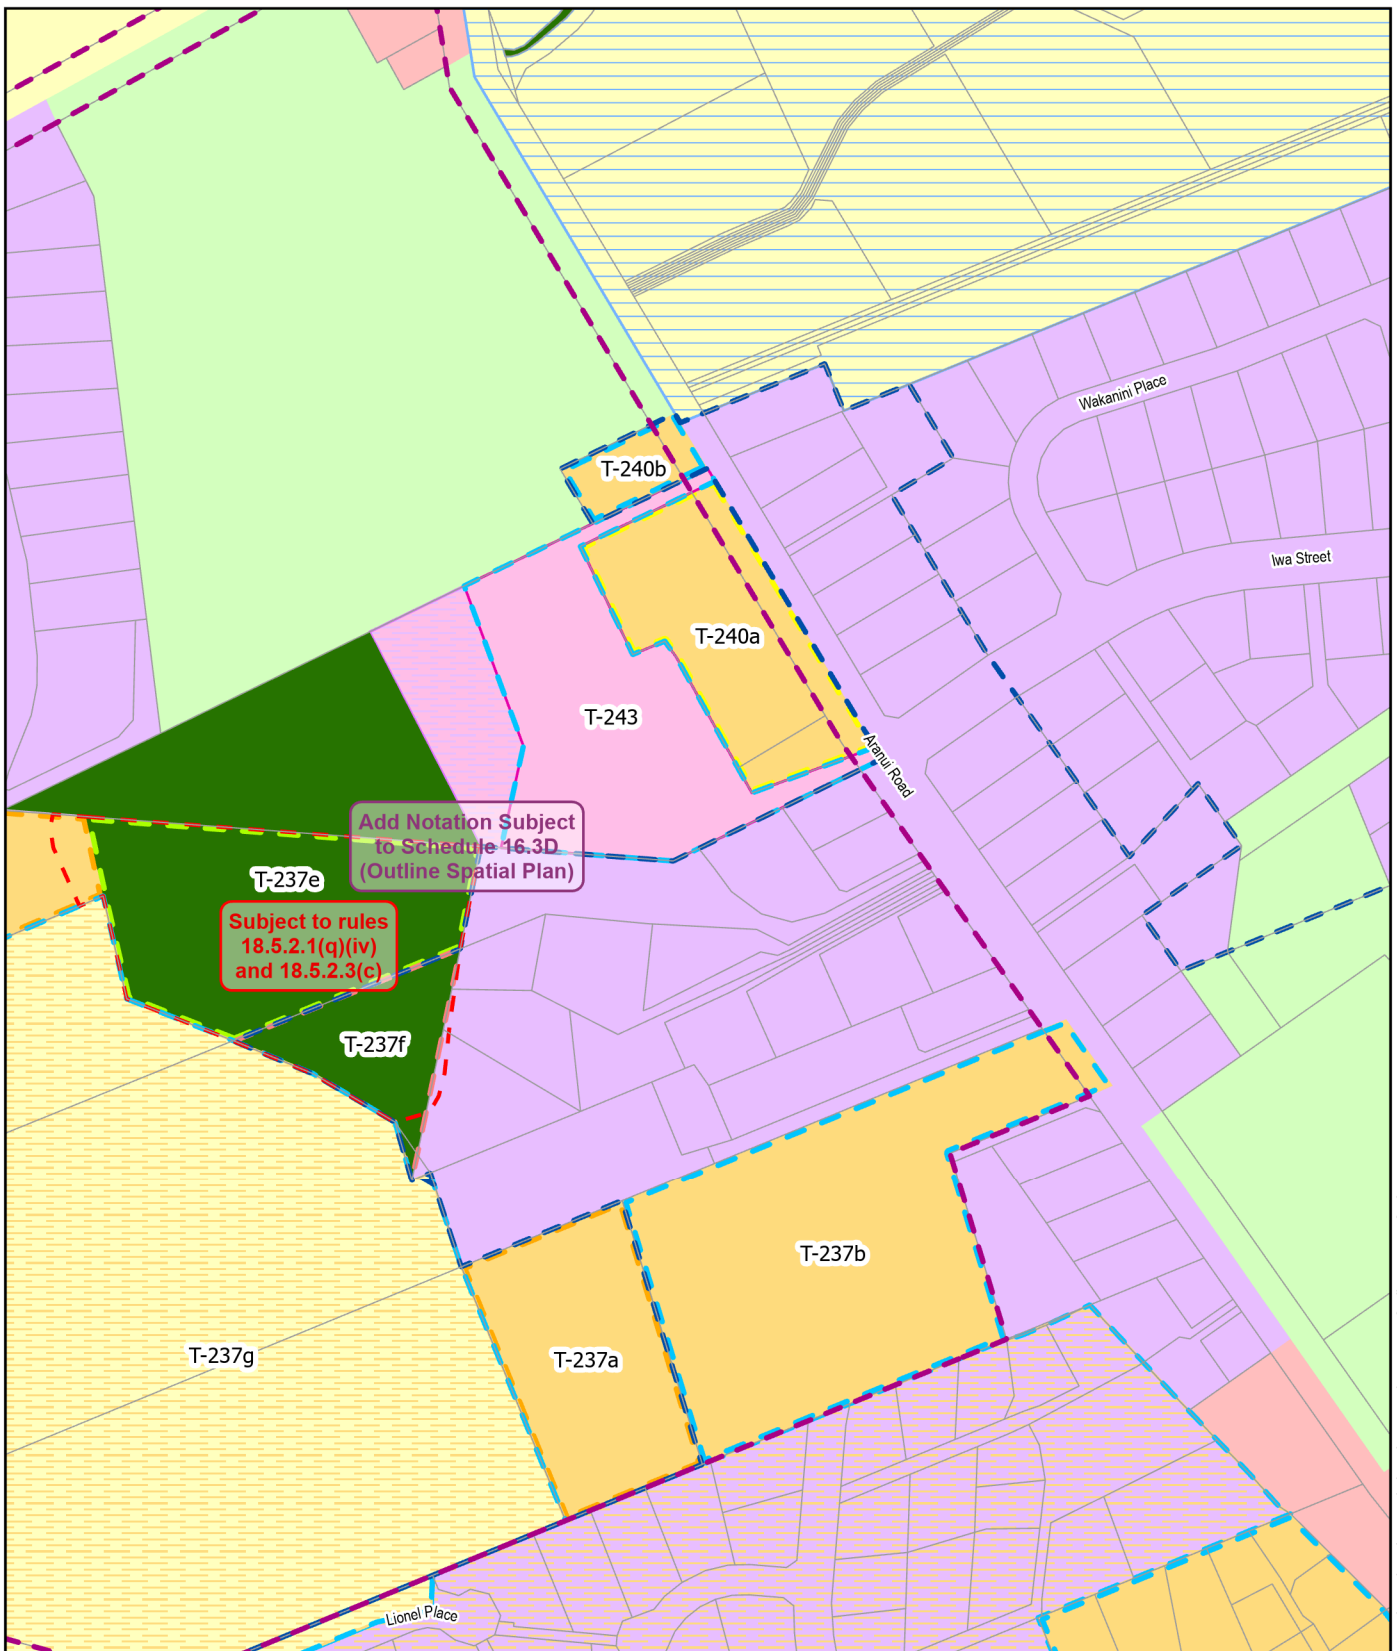 Wakanini Place
T-240b
Iwa Street
T-240a
T-243
Aranui Road
Add Notation Subject
to Schedule 16.3D
(Outline Spatial Plan)
T-237e
Subject to rules
18.5.2.1(q)(iv)
and 18.5.2.3(c)
T-237f
T-237b
T-237g
T-237a
Lionel Place